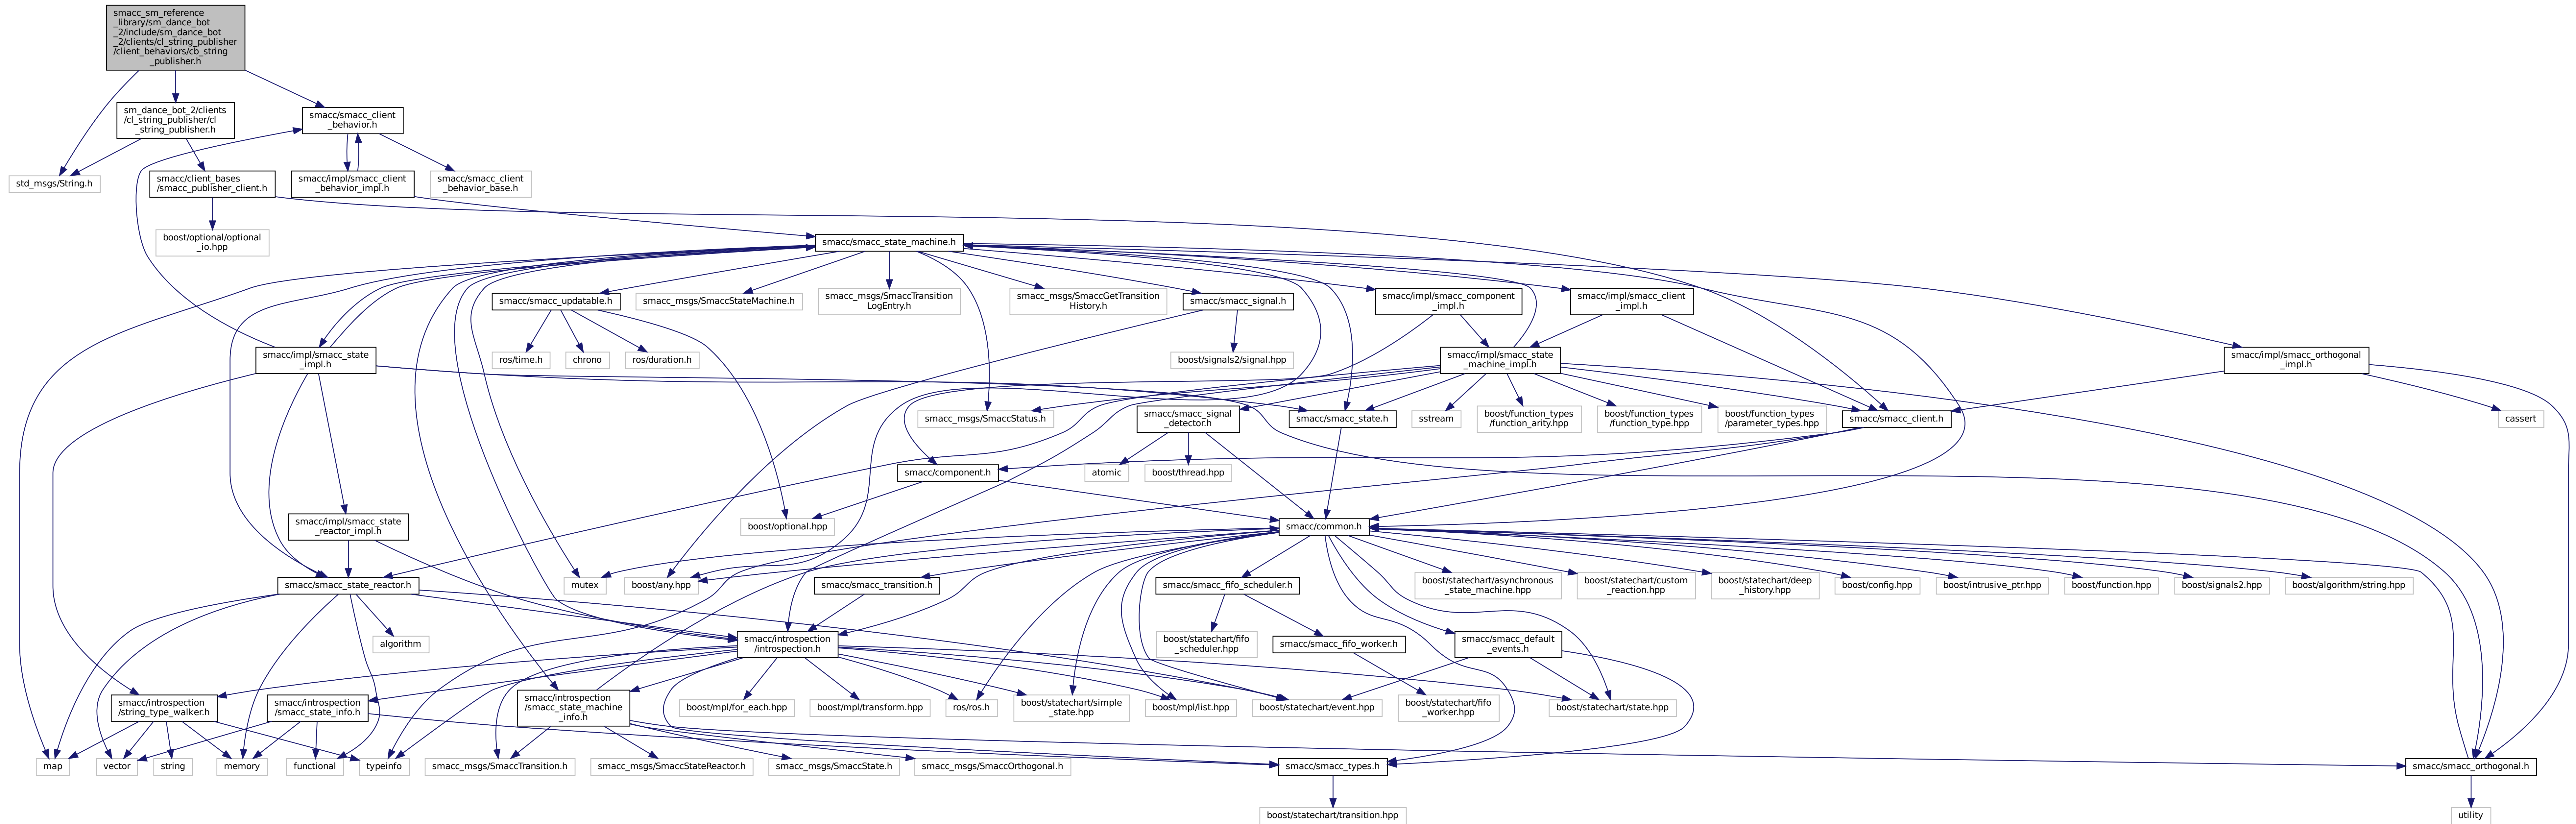 smacc_sm_reference
_library/sm_dance_bot
_2/include/sm_dance_bot
_2/clients/cl_string_publisher
/client_behaviors/cb_string
_publisher.h
sm_dance_bot_2/clients
/cl_string_publisher/cl
_string_publisher.h
smacc/smacc_client
_behavior.h
std_msgs/String.h
smacc/client_bases
/smacc_publisher_client.h
smacc/impl/smacc_client
_behavior_impl.h
smacc/smacc_client
_behavior_base.h
boost/optional/optional
_io.hpp
smacc/smacc_state_machine.h
smacc/smacc_updatable.h
smacc_msgs/SmaccStateMachine.h
smacc_msgs/SmaccTransition
LogEntry.h
smacc_msgs/SmaccGetTransition
History.h
smacc/smacc_signal.h
smacc/impl/smacc_component
_impl.h
smacc/impl/smacc_client
_impl.h
smacc/impl/smacc_state
_impl.h
ros/time.h
chrono
ros/duration.h
boost/signals2/signal.hpp
smacc/impl/smacc_state
_machine_impl.h
smacc/impl/smacc_orthogonal
_impl.h
smacc_msgs/SmaccStatus.h
smacc/smacc_signal
_detector.h
smacc/smacc_state.h
sstream
boost/function_types
/function_arity.hpp
boost/function_types
/function_type.hpp
boost/function_types
/parameter_types.hpp
smacc/smacc_client.h
cassert
smacc/component.h
atomic
boost/thread.hpp
smacc/impl/smacc_state
_reactor_impl.h
boost/optional.hpp
smacc/common.h
smacc/smacc_state_reactor.h
mutex
boost/any.hpp
smacc/smacc_transition.h
smacc/smacc_fifo_scheduler.h
boost/statechart/asynchronous
_state_machine.hpp
boost/statechart/custom
_reaction.hpp
boost/statechart/deep
_history.hpp
boost/config.hpp
boost/intrusive_ptr.hpp
boost/function.hpp
boost/signals2.hpp
boost/algorithm/string.hpp
algorithm
smacc/introspection
/introspection.h
boost/statechart/fifo
_scheduler.hpp
smacc/smacc_fifo_worker.h
smacc/smacc_default
_events.h
smacc/introspection
/string_type_walker.h
smacc/introspection
/smacc_state_info.h
smacc/introspection
/smacc_state_machine
_info.h
boost/mpl/for_each.hpp
boost/mpl/transform.hpp
ros/ros.h
boost/statechart/simple
_state.hpp
boost/mpl/list.hpp
boost/statechart/event.hpp
boost/statechart/fifo
_worker.hpp
boost/statechart/state.hpp
map
vector
string
memory
functional
typeinfo
smacc_msgs/SmaccTransition.h
smacc_msgs/SmaccStateReactor.h
smacc_msgs/SmaccState.h
smacc_msgs/SmaccOrthogonal.h
smacc/smacc_types.h
smacc/smacc_orthogonal.h
boost/statechart/transition.hpp
utility